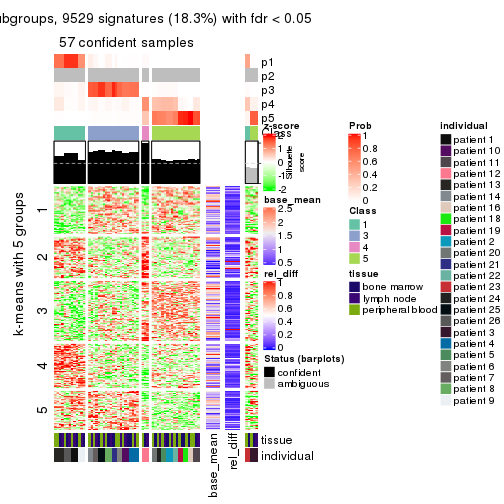 ubgroups, 9529 signatures (18.3%) with fdr < 0.05
57 confident samples
p1
p2
p3
p4
p5
Class
Silhouette
score
k-means with 5 groups
1
2
3
4
5
base_mean
rel_diff
tissue
individual
z-score
2
1
0
-1
-2
base_mean
2.5
2
1.5
1
0.5
rel_diff
1
0.8
0.6
0.4
0.2
0
Status (barplots)
confident
ambiguous
Prob
1
0.8
0.6
0.4
0.2
0
Class
1
3
4
5
tissue
bone marrow
lymph node
peripheral blood
individual
patient 1
patient 10
patient 11
patient 12
patient 13
patient 14
patient 16
patient 18
patient 19
patient 2
patient 20
patient 21
patient 22
patient 23
patient 24
patient 25
patient 26
patient 3
patient 4
patient 5
patient 6
patient 7
patient 8
patient 9